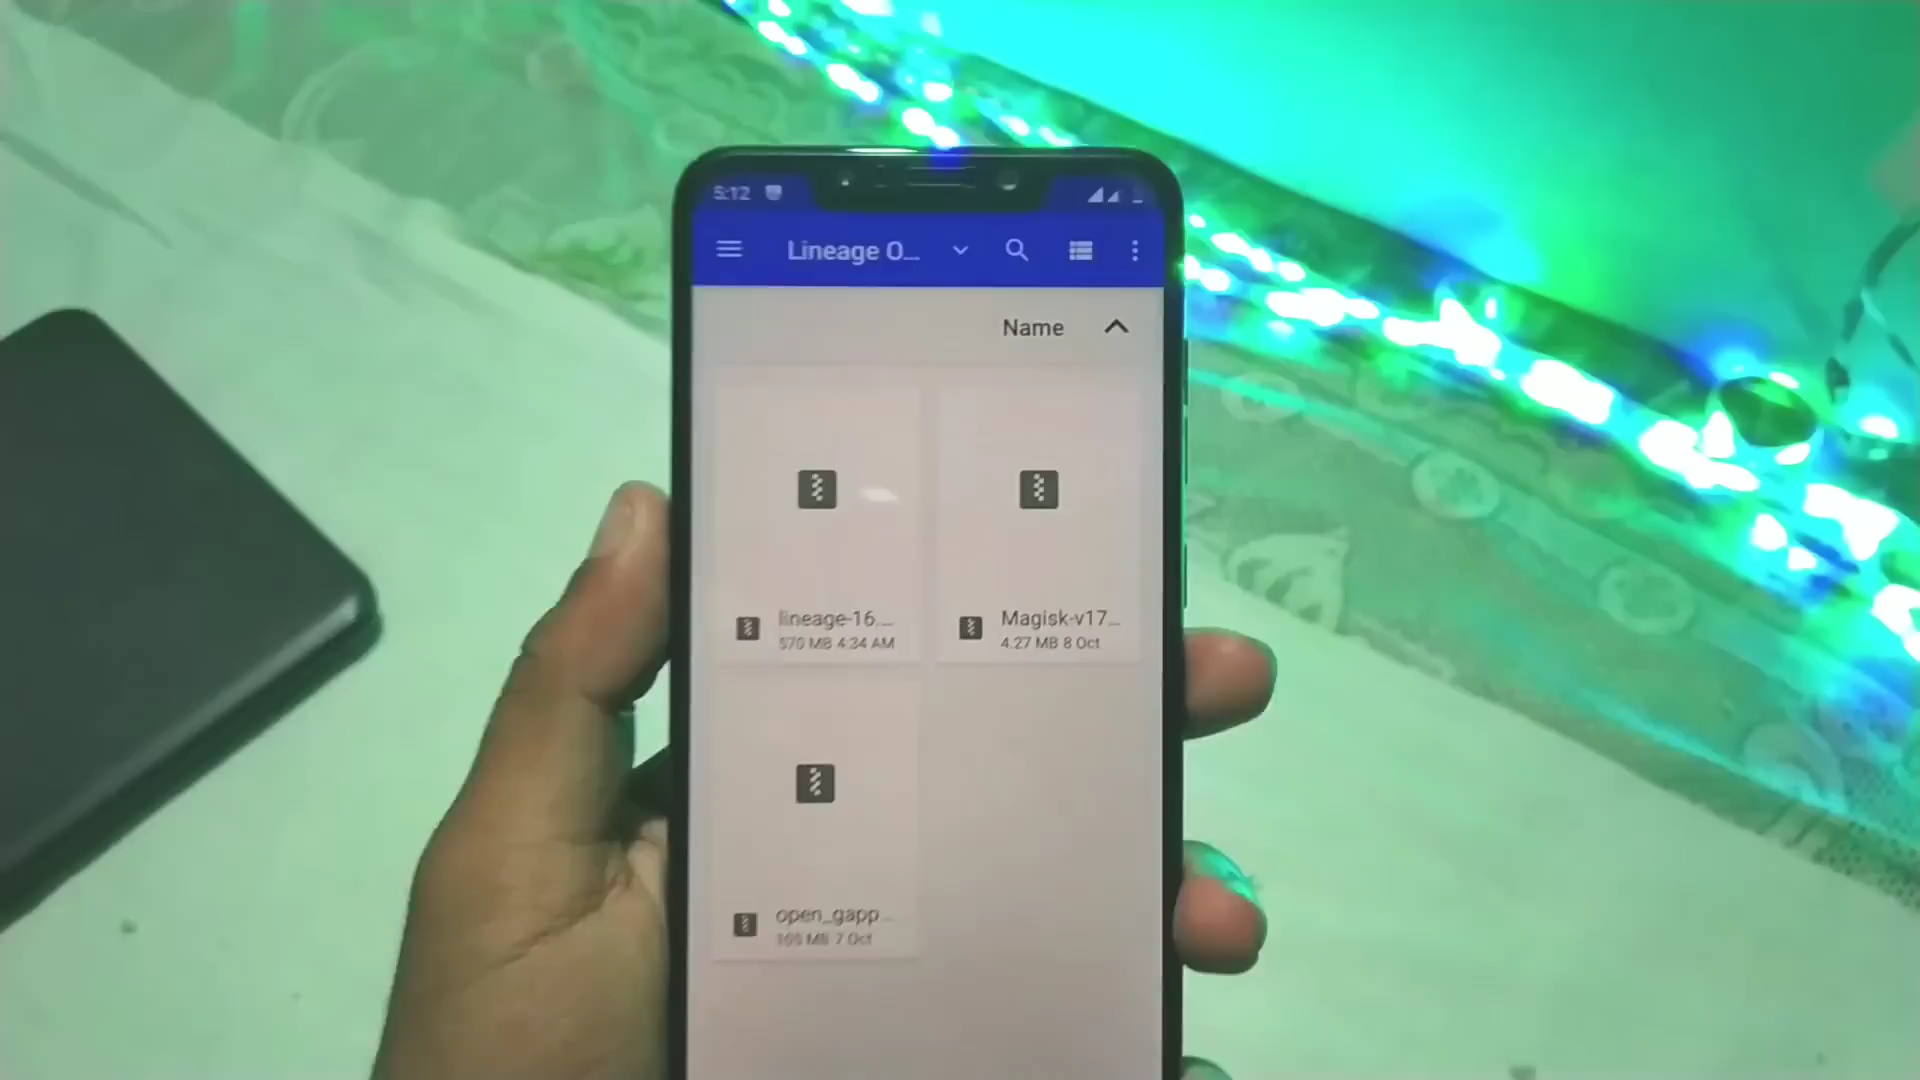 5:12
Lineage O...
Name
lineage-16....
570 MB 4:34 AM
Magisk-v17...
4.27 MB 8 Oct
open_gapp...
MB 7 Oct